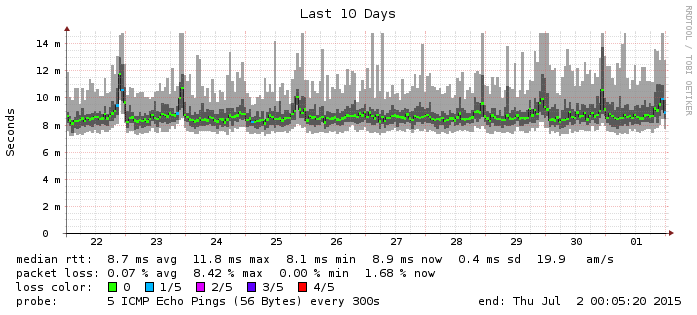 Last 10 Days
RRDTOOL / TOBI OETIKER
Seconds
14 m
12 m
10 m
8 m
6 m
4 m
2 m
0
22 23 24 25 26 27 28 29 30 01
median rtt: 8.7 ms avg 11.8 ms max 8.1 ms min 8.9 ms now 0.4 ms sd 19.9 am/s
packet loss: 0.07 % avg 8.42 % max 0.00 % min 1.68 % now
loss color: 0 1/5 2/5 3/5 4/5
probe: 5 ICMP Echo Pings (56 Bytes) every 300s end: Thu Jul 2 00:05:20 2015